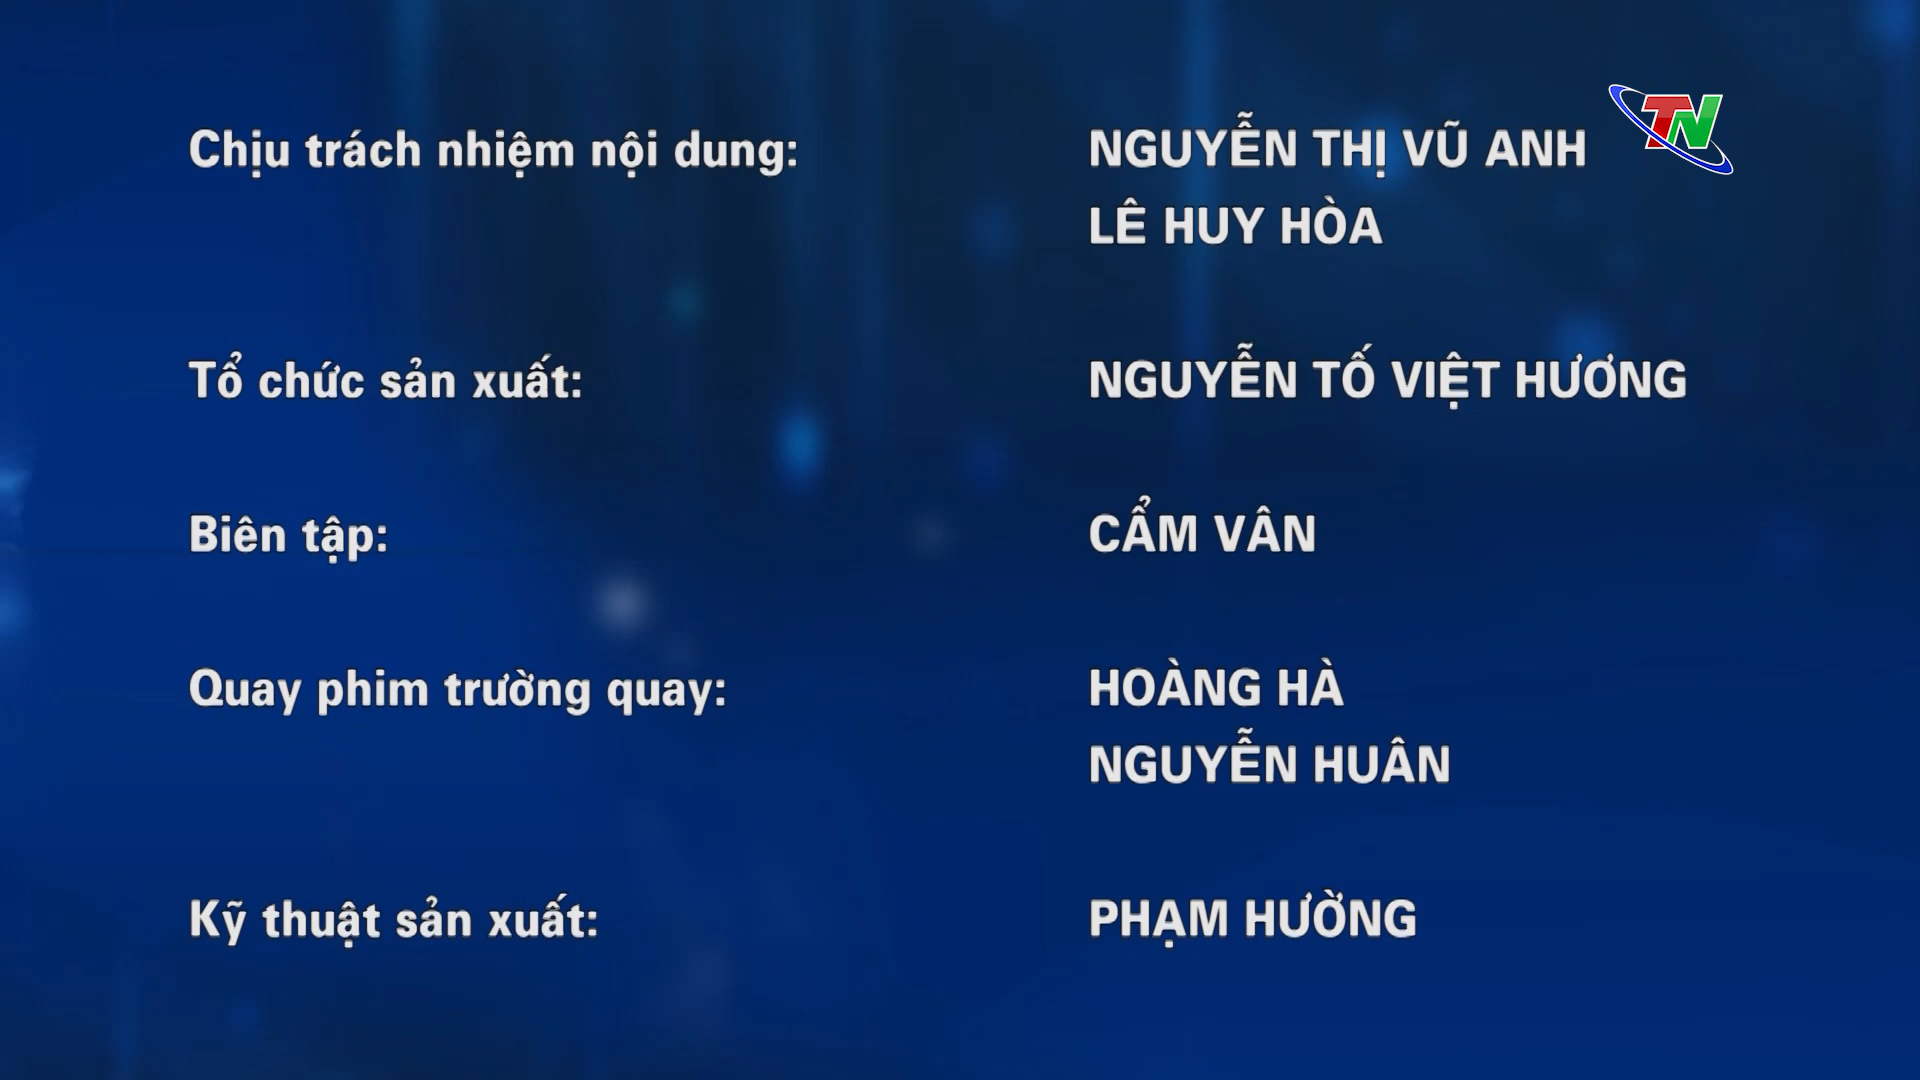 Chịu trách nhiệm nội dung: NGUYỄN THỊ VŨ ANH
LÊ HUY HÒA
Tổ chức sản xuất: NGUYỄN TỐ VIỆT HƯƠNG
Biên tập: CẨM VÂN
Quay phim trường quay: HOÀNG HÀ
NGUYỄN HUÂN
Kỹ thuật sản xuất: PHẠM HƯỜNG
TN